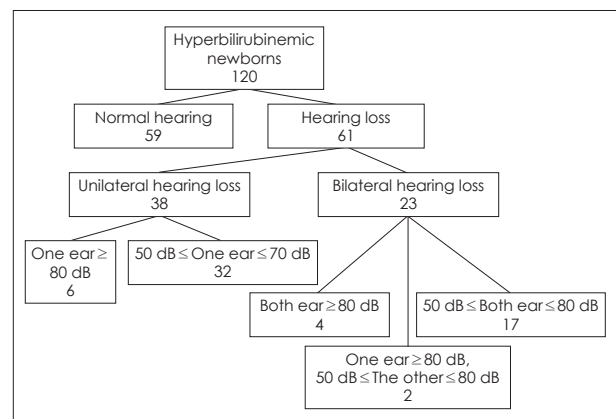 Hyperbilirubinemic
newborns
120
Normal hearing
59
Hearing loss
61
Unilateral hearing loss
38
Bilateral hearing loss
23
One ear≥
80 dB
6
50 dB≤One ear≤70 dB
32
Both ear≥80 dB
4
50 dB≤Both ear≤80 dB
17
One ear≥80 dB,
50 dB≤The other≤80 dB
2